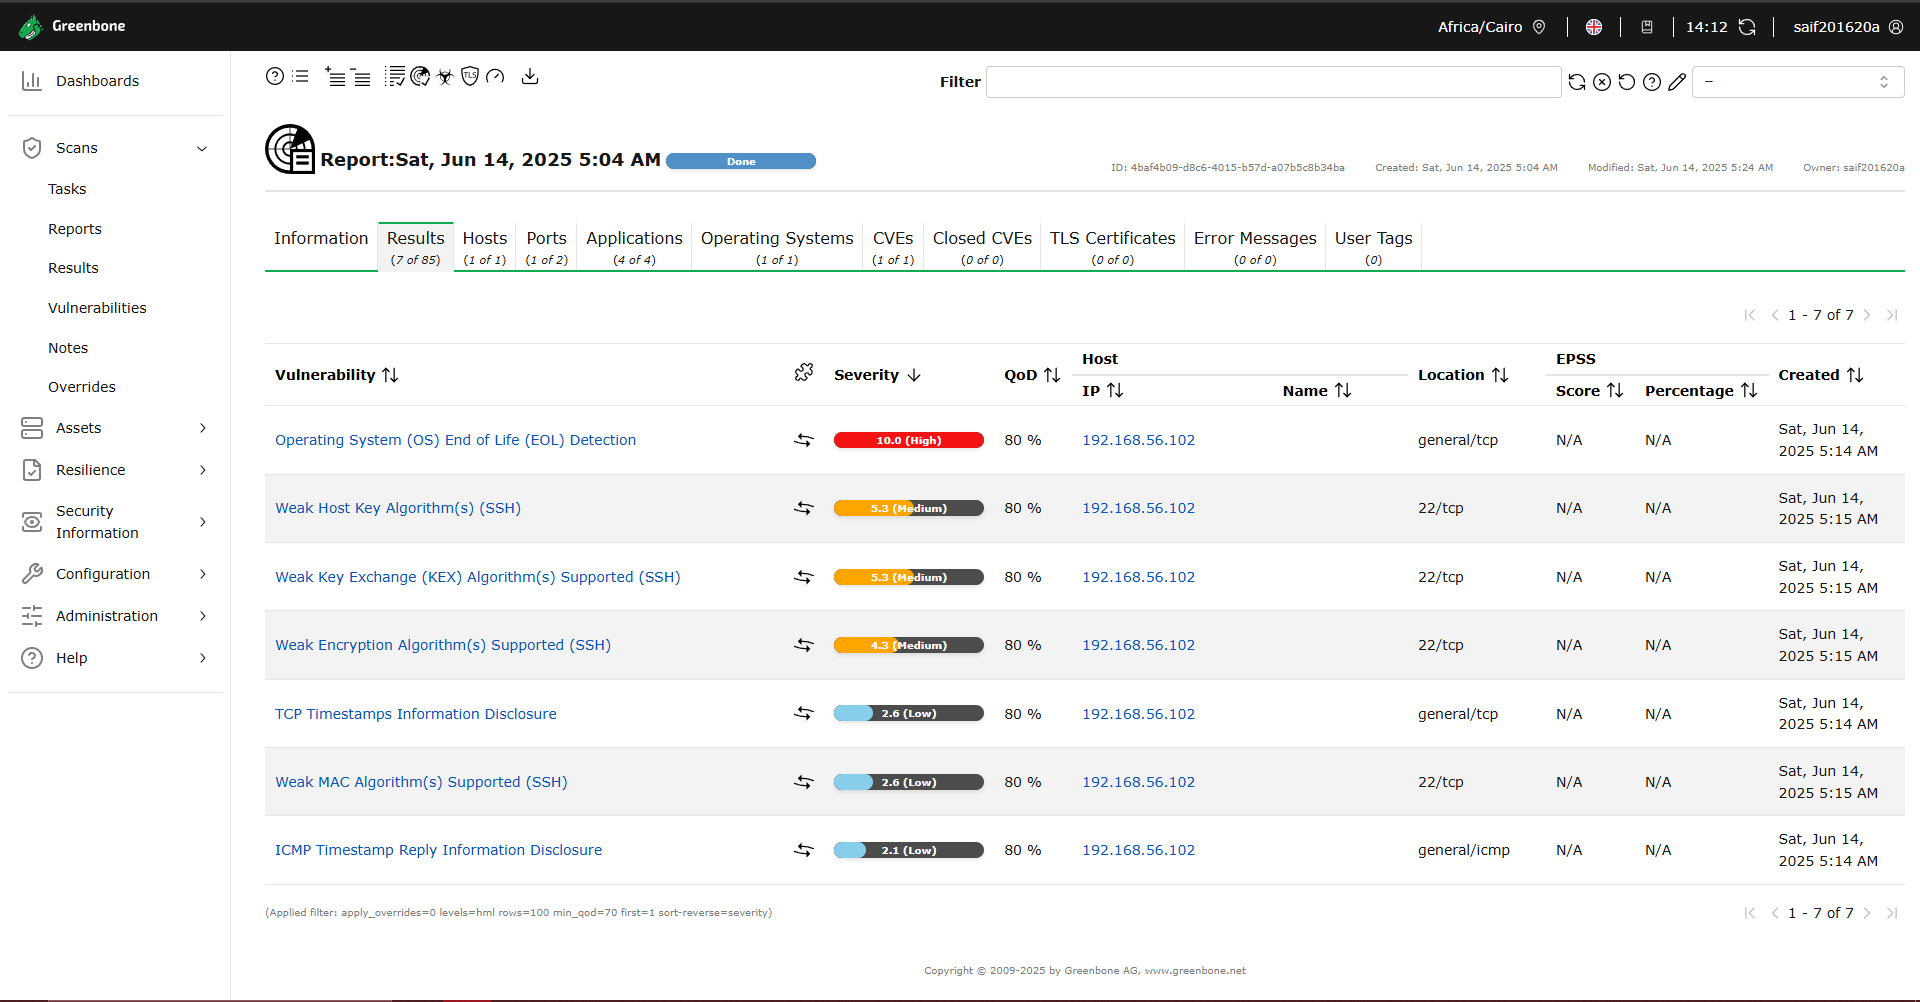 Greenbone
Africa/Cairo
14:12
saif201620a
Dashboards
Scans
Tasks
Reports
Results
Vulnerabilities
Notes
Overrides
Assets
Resilience
Security
Information
Configuration
Administration
Help
TLS
Filter
--
Report:Sat, Jun 14, 2025 5:04 AM
Done
ID: 4baf4b09-d8c6-4015-b57d-a07b5c8b34ba
Created: Sat, Jun 14, 2025 5:04 AM
Modified: Sat, Jun 14, 2025 5:24 AM
Owner: saif201620a
Information
Results
(7 of 85)
Hosts
(1 of 1)
Ports
(1 of 2)
Applications
(4 of 4)
Operating Systems
(1 of 1)
CVEs
(1 of 1)
Closed CVEs
(0 of 0)
TLS Certificates
(0 of 0)
Error Messages
(0 of 0)
User Tags
(0)
1 - 7 of 7
Vulnerability
Severity
QoD
Host
IP
Name
Location
EPSS
Score
Percentage
Created
Operating System (OS) End of Life (EOL) Detection
10.0 (High)
80 %
192.168.56.102
general/tcp
N/A
N/A
Sat, Jun 14,
2025 5:14 AM
Weak Host Key Algorithm(s) (SSH)
5.3 (Medium)
80 %
192.168.56.102
22/tcp
N/A
N/A
Sat, Jun 14,
2025 5:15 AM
Weak Key Exchange (KEX) Algorithm(s) Supported (SSH)
5.3 (Medium)
80 %
192.168.56.102
22/tcp
N/A
N/A
Sat, Jun 14,
2025 5:15 AM
Weak Encryption Algorithm(s) Supported (SSH)
4.3 (Medium)
80 %
192.168.56.102
22/tcp
N/A
N/A
Sat, Jun 14,
2025 5:15 AM
TCP Timestamps Information Disclosure
2.6 (Low)
80 %
192.168.56.102
general/tcp
N/A
N/A
Sat, Jun 14,
2025 5:14 AM
Weak MAC Algorithm(s) Supported (SSH)
2.6 (Low)
80 %
192.168.56.102
22/tcp
N/A
N/A
Sat, Jun 14,
2025 5:15 AM
ICMP Timestamp Reply Information Disclosure
2.1 (Low)
80 %
192.168.56.102
general/icmp
N/A
N/A
Sat, Jun 14,
2025 5:14 AM
(Applied filter: apply_overrides=0 levels=hml rows=100 min_qod=70 first=1 sort-reverse=severity)
1 - 7 of 7
Copyright © 2009-2025 by Greenbone AG, www.greenbone.net